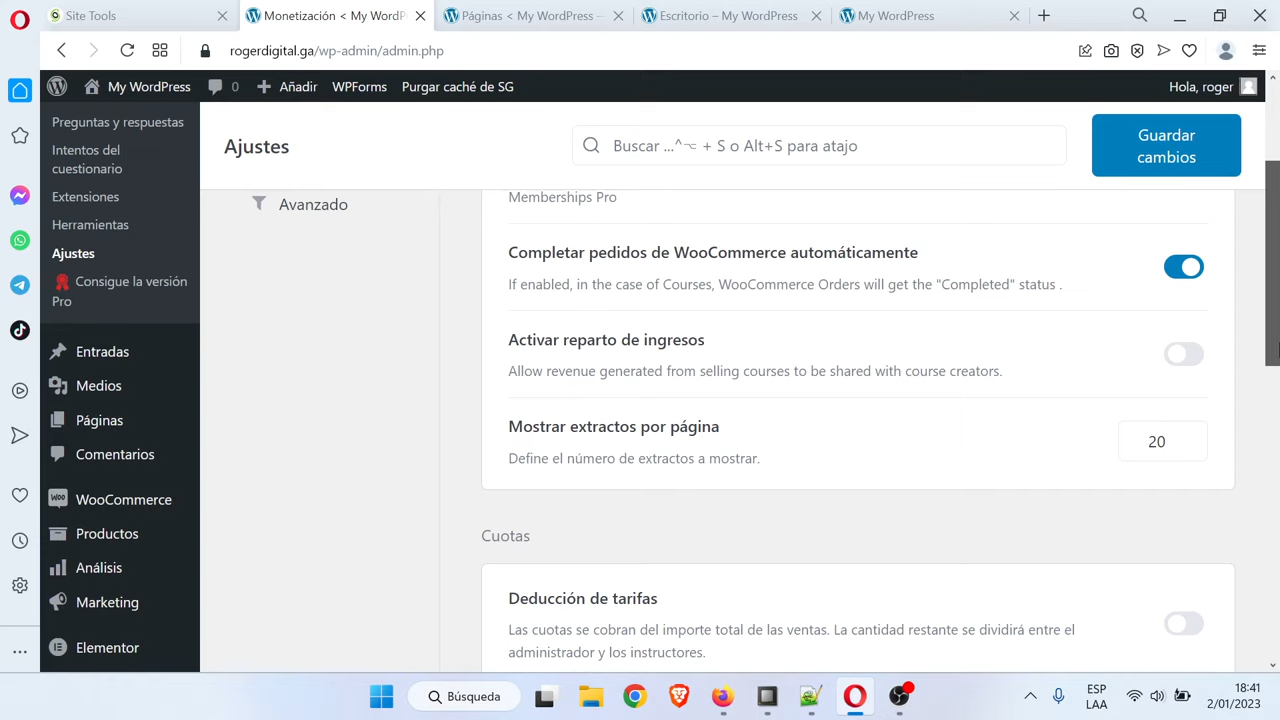 Site Tools
Monetización < My WordP
Páginas < My WordPress —
Escritorio – My WordPress
My WordPress
rogerdigital.ga/wp-admin/admin.php
My WordPress
0
Añadir
WPForms
Purgar caché de SG
Hola, roger
Preguntas y respuestas
Intentos del
cuestionario
Extensiones
Herramientas
Ajustes
Consigue la versión
Pro
Entradas
Medios
Páginas
Comentarios
WooCommerce
Productos
Análisis
Marketing
Elementor
Ajustes
Buscar ...^⌥ + S o Alt+S para atajo
Guardar
cambios
Avanzado
Memberships Pro
Completar pedidos de WooCommerce automáticamente
If enabled, in the case of Courses, WooCommerce Orders will get the "Completed" status .
Activar reparto de ingresos
Allow revenue generated from selling courses to be shared with course creators.
Mostrar extractos por página
20
Define el número de extractos a mostrar.
Cuotas
Deducción de tarifas
Las cuotas se cobran del importe total de las ventas. La cantidad restante se dividirá entre el
administrador y los instructores.
Búsqueda
ESP
LAA
18:41
2/01/2023